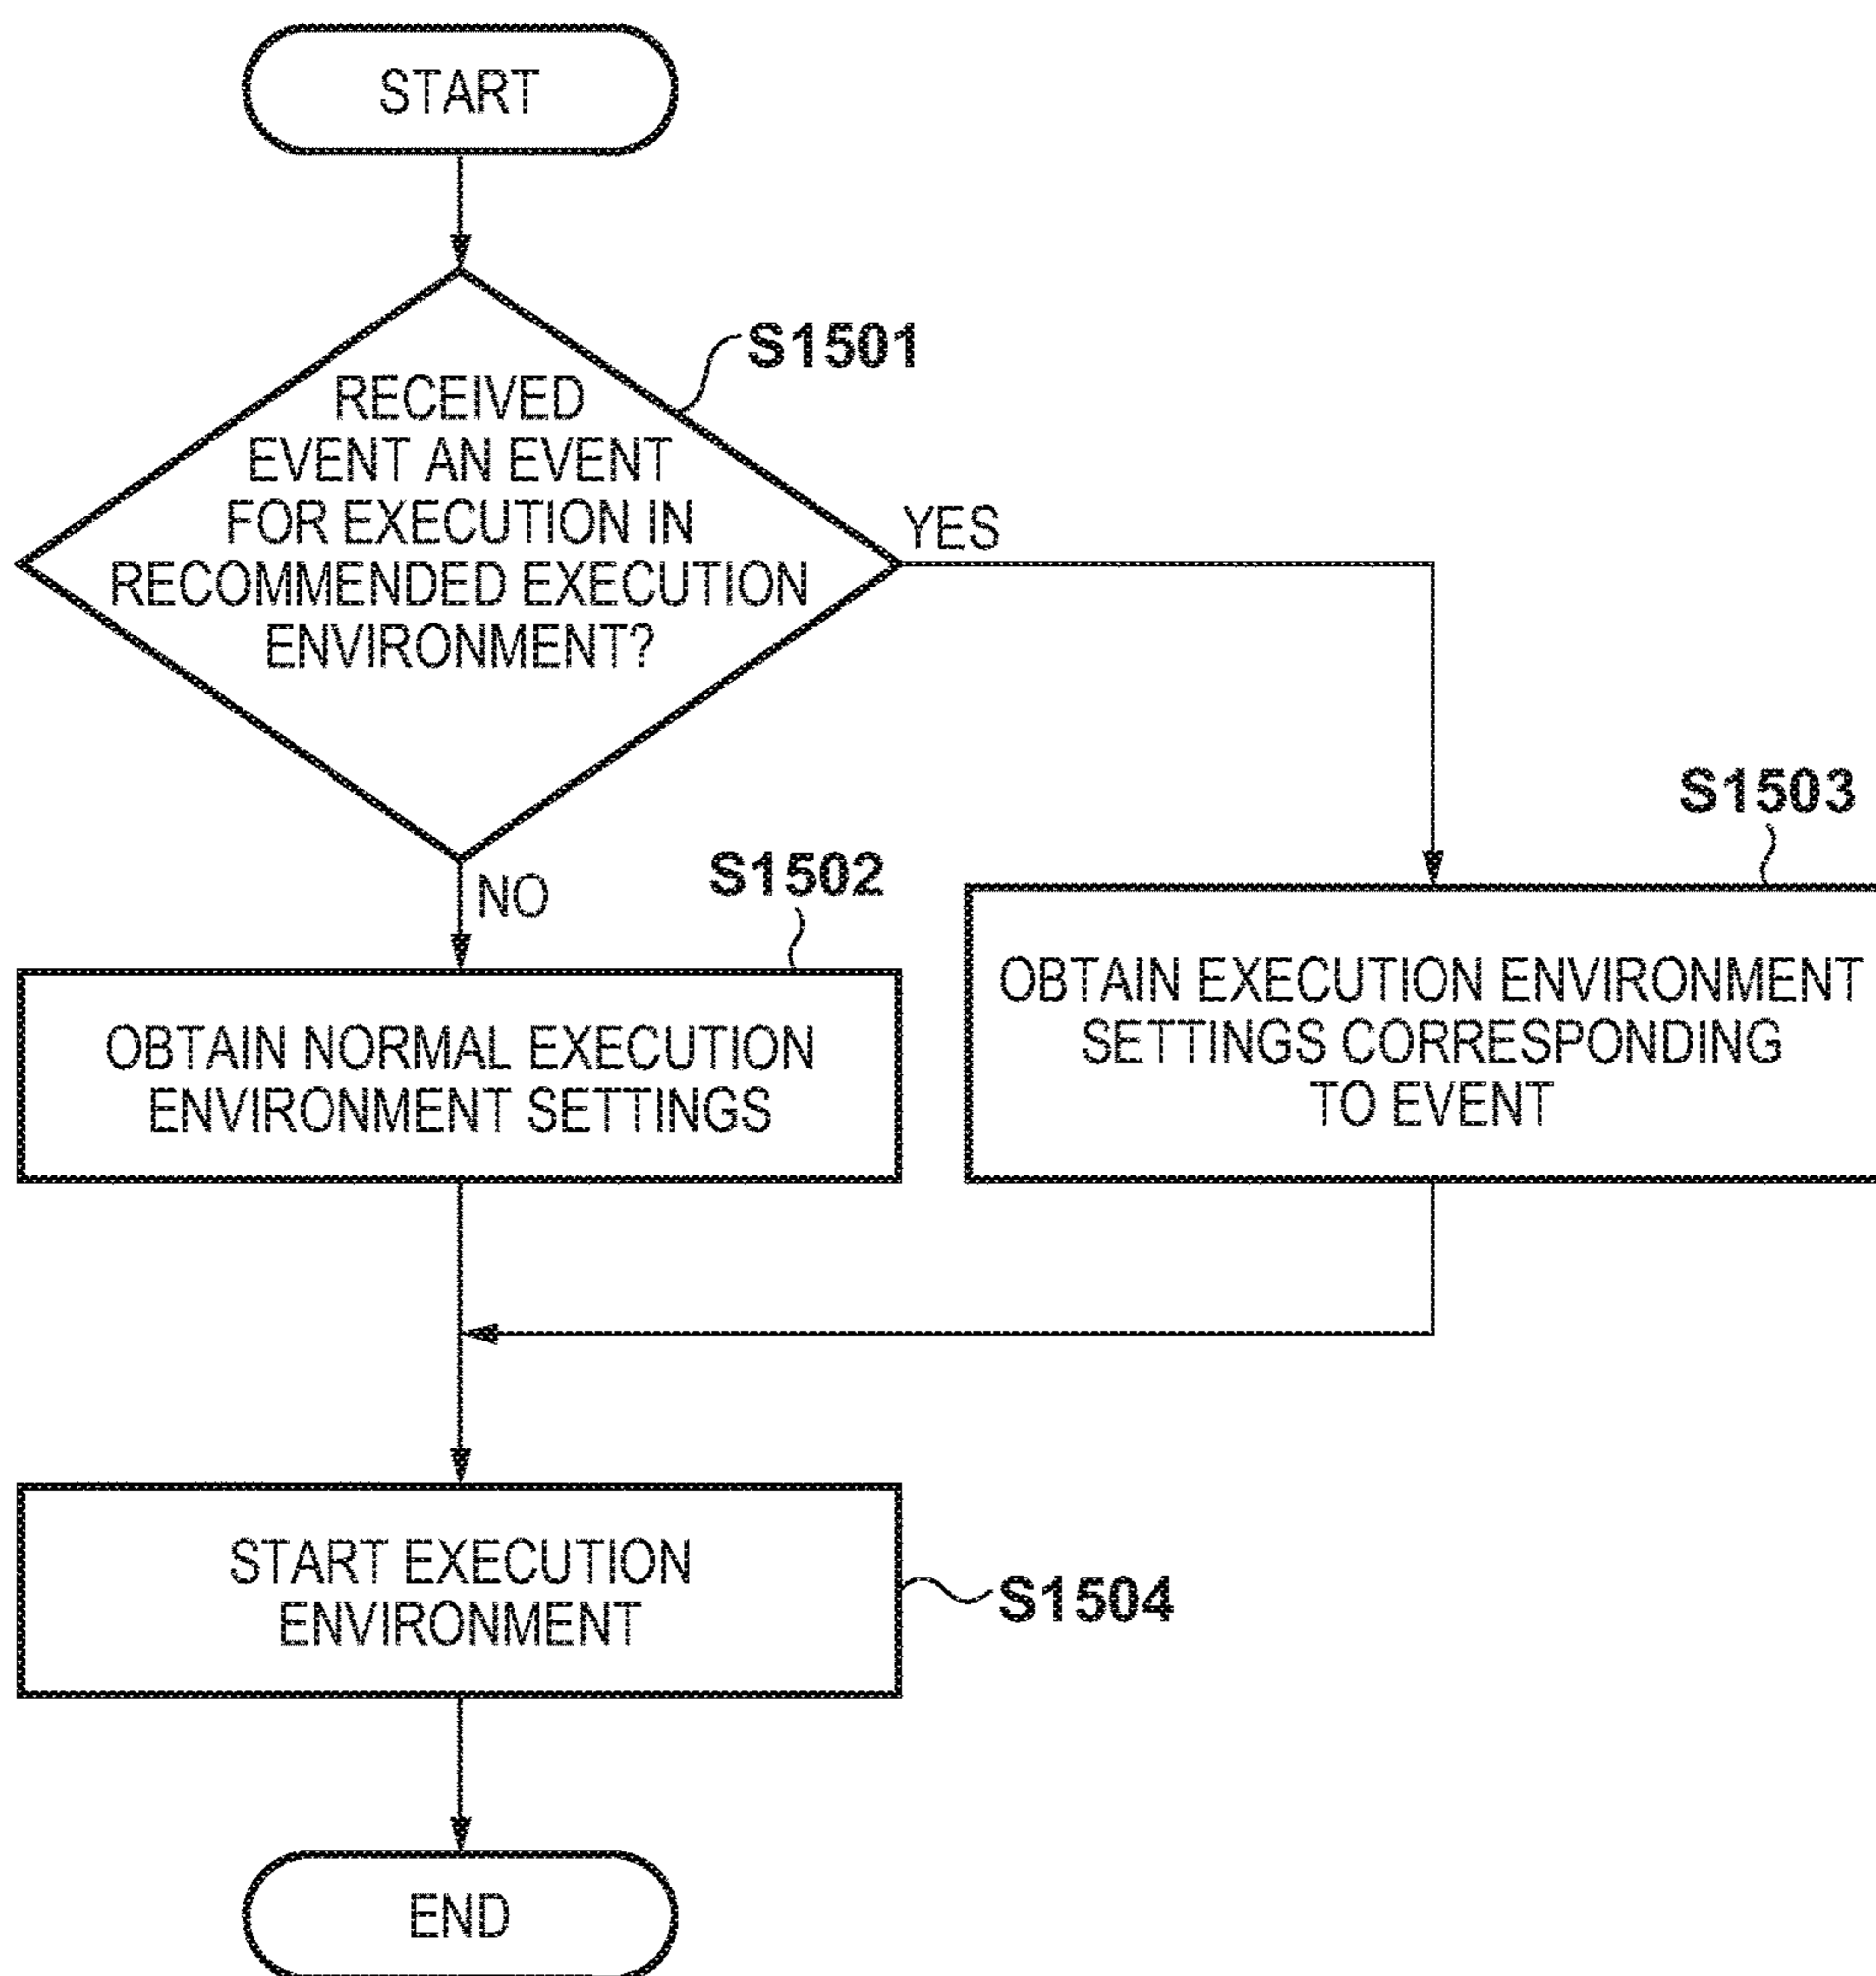 START
S1501
RECEIVED
EVENT AN EVENT
FOR EXECUTION IN
RECOMMENDED EXECUTION
ENVIRONMENT?
YES
NO
S1502
OBTAIN NORMAL EXECUTION
ENVIRONMENT SETTINGS
S1503
OBTAIN EXECUTION ENVIRONMENT
SETTINGS CORRESPONDING
TO EVENT
START EXECUTION
ENVIRONMENT
S1504
END